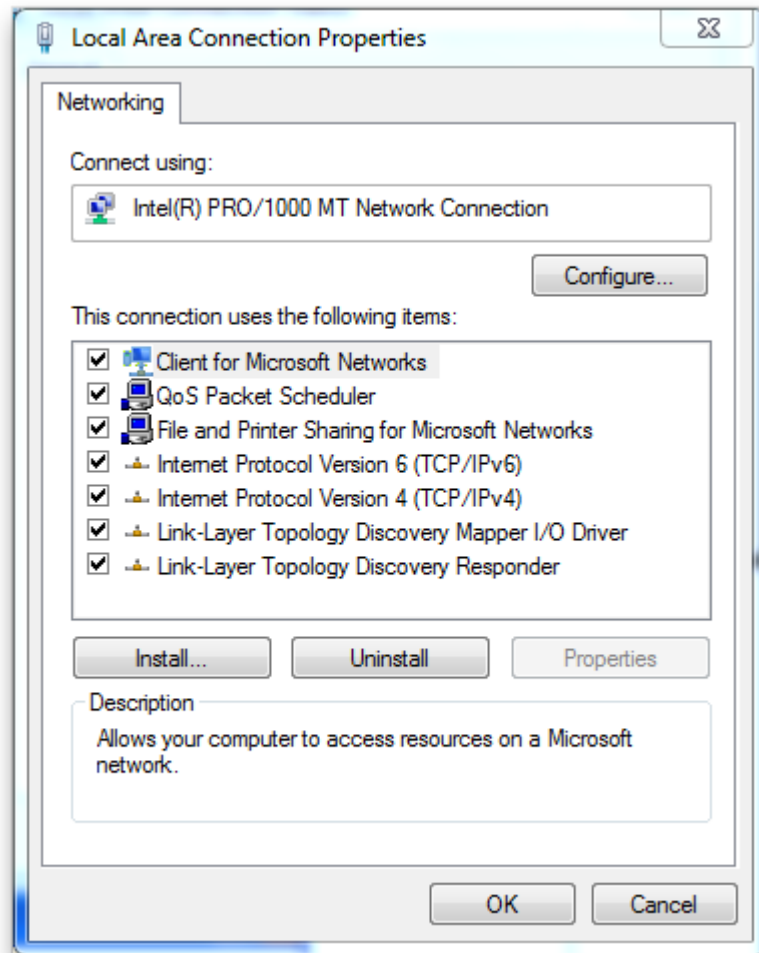 Local Area Connection Properties
Networking
Connect using:
Intel(R) PRO/1000 MT Network Connection
Configure...
This connection uses the following items:
Client for Microsoft Networks
QoS Packet Scheduler
File and Printer Sharing for Microsoft Networks
Internet Protocol Version 6 (TCP/IPv6)
Internet Protocol Version 4 (TCP/IPv4)
Link-Layer Topology Discovery Mapper I/O Driver
Link-Layer Topology Discovery Responder
Install... Uninstall Properties
Description
Allows your computer to access resources on a Microsoft
network.
OK Cancel